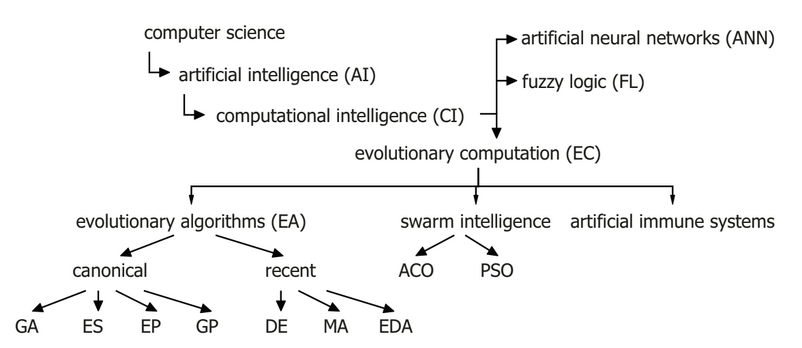 computer science
artificial neural networks (ANN)
artificial intelligence (AI)
fuzzy logic (FL)
computational intelligence (CI)
evolutionary computation (EC)
evolutionary algorithms (EA)
swarm intelligence
artificial immune systems
canonical
recent
ACO
PSO
GA
ES
EP
GP
DE
MA
EDA